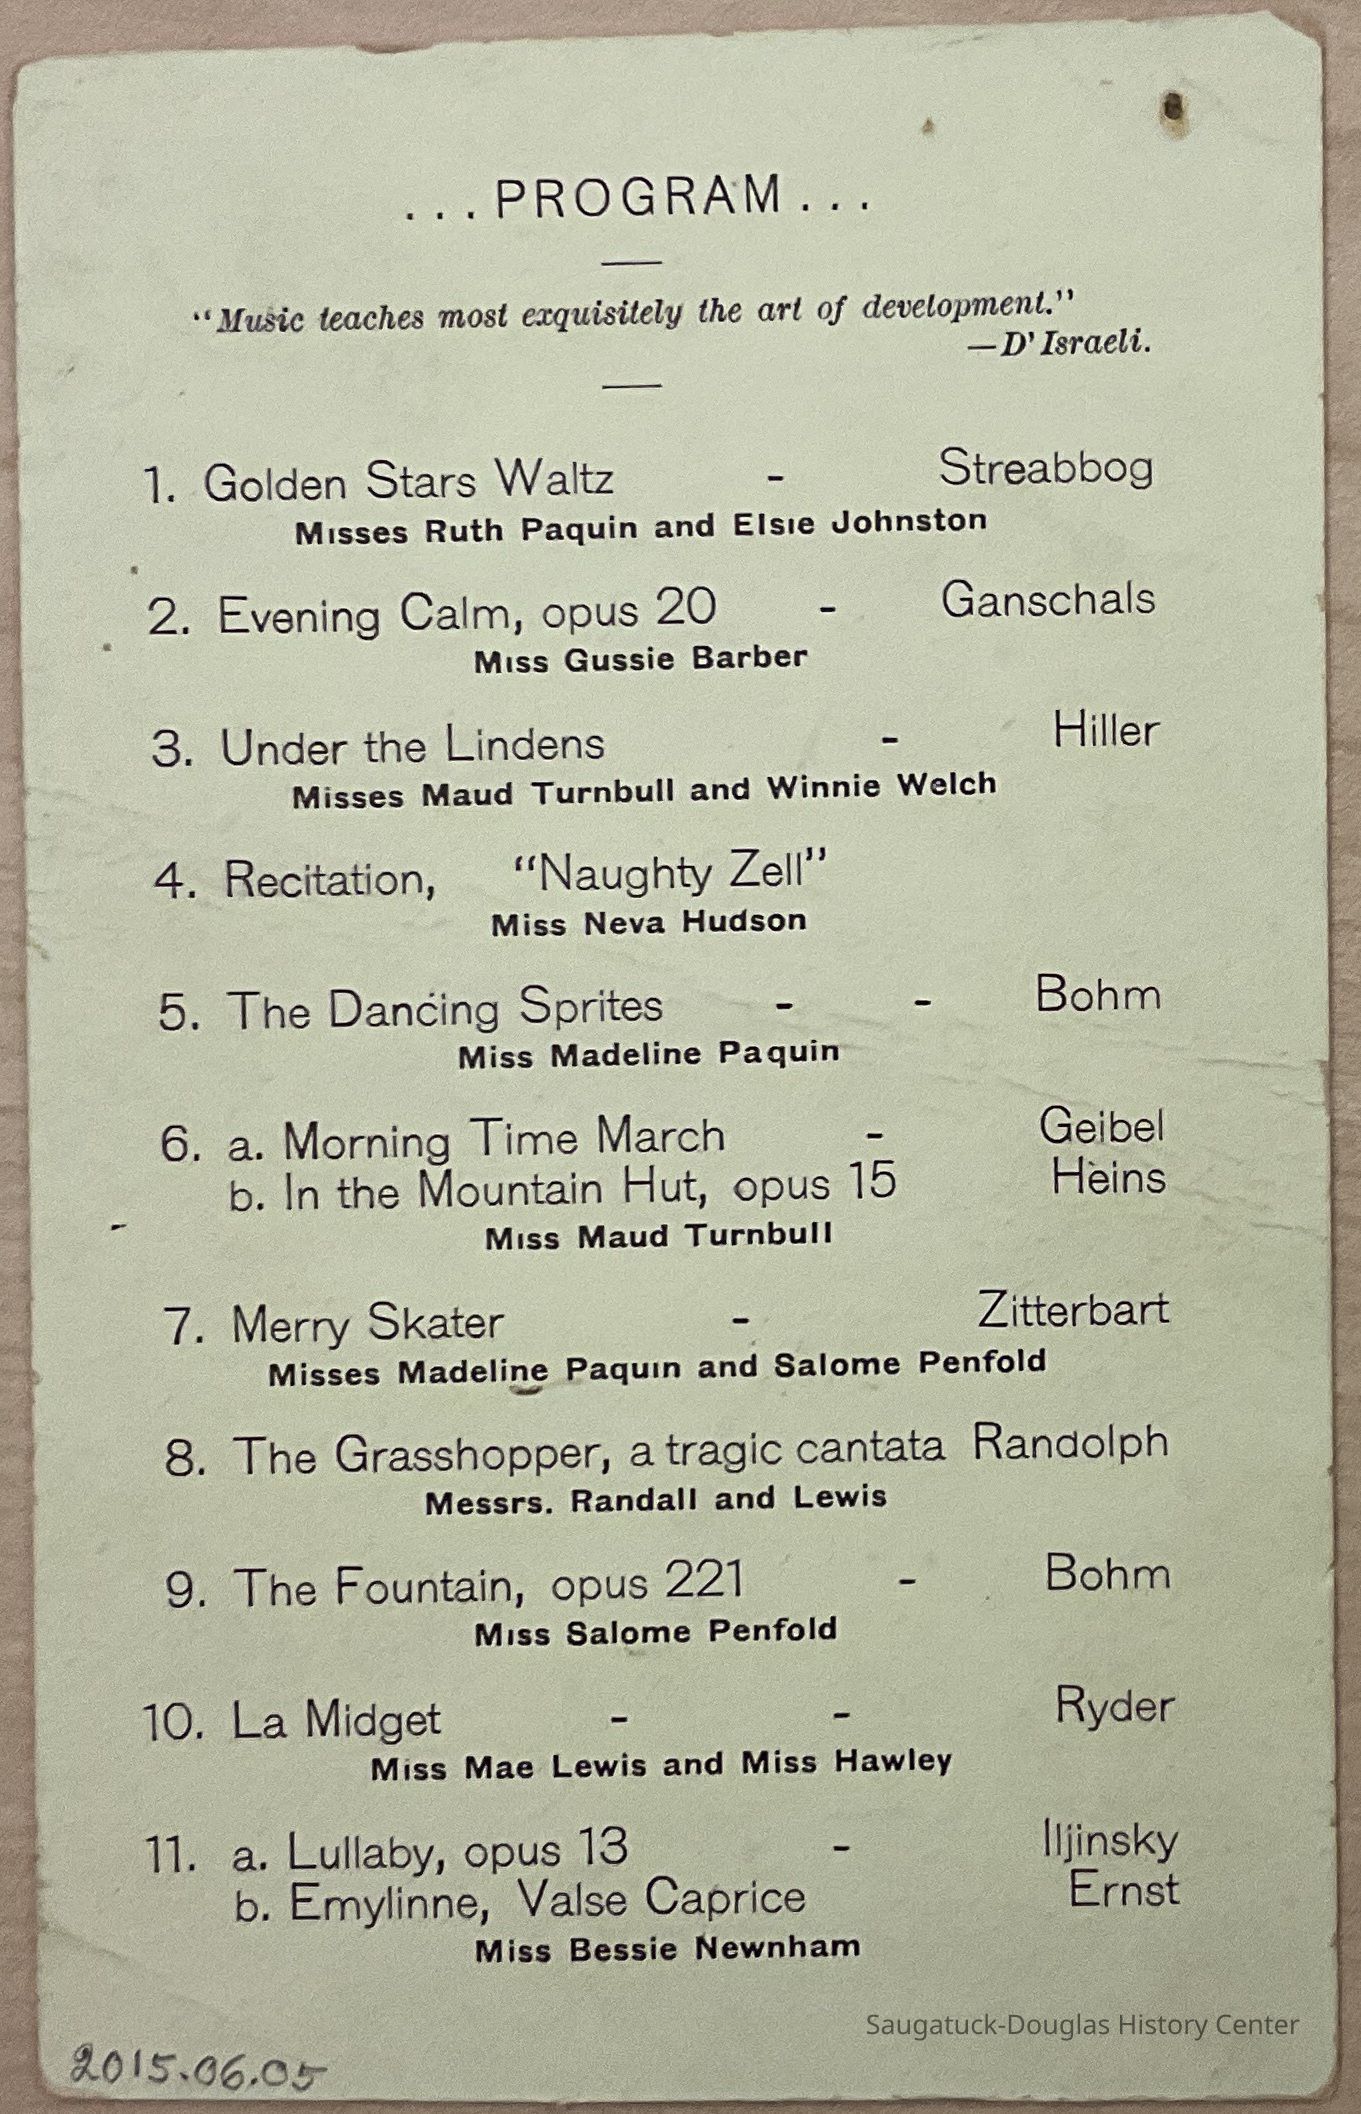 ...PROGRAM...
"Music teaches most exquisitely the art of development."
—D'Israeli.
1. Golden Stars Waltz - Streabbog
Misses Ruth Paquin and Elsie Johnston
2. Evening Calm, opus 20 - Ganschals
Miss Gussie Barber
3. Under the Lindens - Hiller
Misses Maud Turnbull and Winnie Welch
4. Recitation, "Naughty Zell"
Miss Neva Hudson
5. The Dancing Sprites - - Bohm
Miss Madeline Paquin
6. a. Morning Time March - Geibel
b. In the Mountain Hut, opus 15 Heins
Miss Maud Turnbull
7. Merry Skater - Zitterbart
Misses Madeline Paquin and Salome Penfold
8. The Grasshopper, a tragic cantata Randolph
Messrs. Randall and Lewis
9. The Fountain, opus 221 - Bohm
Miss Salome Penfold
10. La Midget - - Ryder
Miss Mae Lewis and Miss Hawley
11. a. Lullaby, opus 13 - Iljinsky
b. Emylinne, Valse Caprice Ernst
Miss Bessie Newnham
Saugatuck-Douglas History Center
2015.06.05